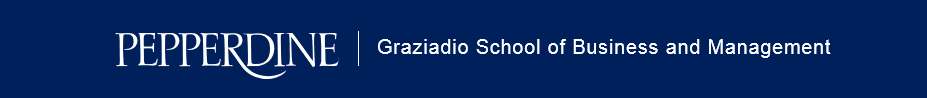 PEPPERDINE | Graziadio School of Business and Management